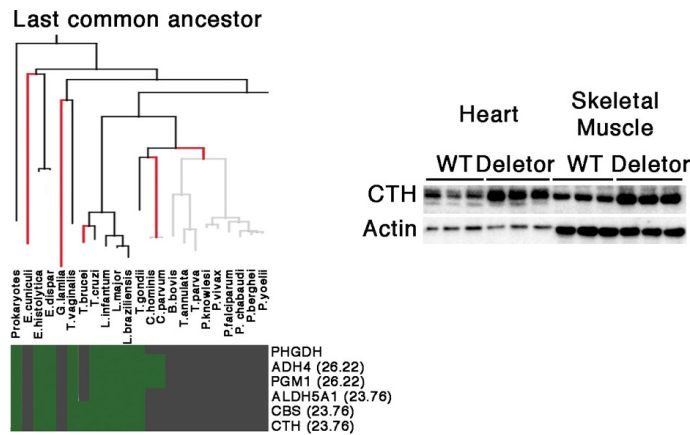 Last common ancestor
Prokaryotes
E.cuniculi
E.histolytica
E.dispar
G.lamlia
T.vaginalis
T.brucei
T.cruzi
L.infantum
L.major
L.braziliensis
T.gondii
C.hominis
C.parvum
B.bovis
T.annulata
T.parva
P.knowlesi
P.vivax
P.falciparum
P. chabaudi
P.berghei
P.yoelii
PHGDH
ADH4 (26.22)
PGM1 (26.22)
ALDH5A1 (23.76)
CBS (23.76)
CTH (23.76)
Heart
Skeletal
Muscle
WT Deletor WT Deletor
CTH
Actin